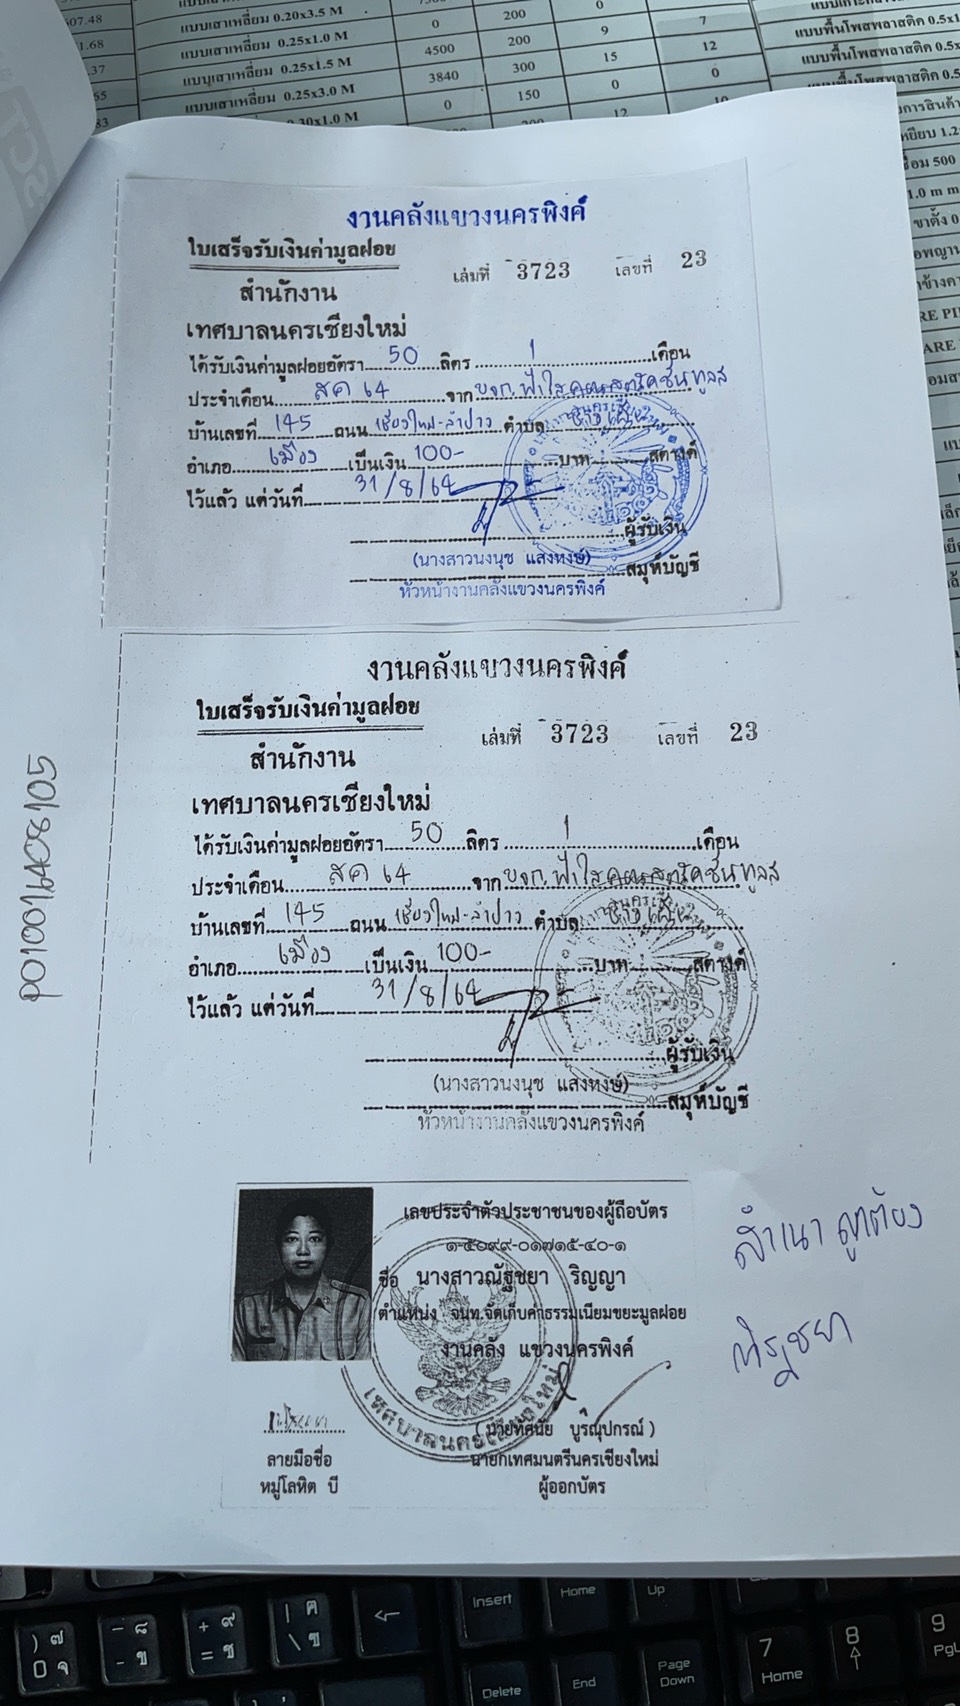 607.48
แบบเสาเหลี่ยม 0.20x3.5 M
200
0
1.68
แบบเสาเหลี่ยม 0.25x1.0 M
0
200
9
7
.37
แบบเสาเหลี่ยม 0.25x1.5 M
4500
300
15
12
แบบพื้นโพสพลาสติค 0.5x
แบบเสาเหลี่ยม 0.25x3.0 M
3840
150
0
0
83
0.30x1.0 M
0
12
งานคลังแขวงนครพิงค์
ใบเสร็จรับเงินค่ามูลฝอย
เล่มที่ 3723 เลขที่ 23
สำนักงาน
เทศบาลนครเชียงใหม่
ได้รับเงินค่ามูลฝอยอัตรา 50 ลิตร 1 เดือน
ประจำเดือน สค 64 จาก บจก.ฟ้าใสคอนสตรัคชั่นทูลส
บ้านเลขที่ 145 ถนน เชียงใหม่-ลำปาง ตำบล ช้างเผือก
อำเภอ เมือง เป็นเงิน 100- บาท สตางค์
ไว้แล้ว แต่วันที่ 31/8/64
ผู้รับเงิน
(นางสาวนงนุช แสงหงษ์)
สมุห์บัญชี
หัวหน้างานคลังแขวงนครพิงค์
งานคลังแขวงนครพิงค์
ใบเสร็จรับเงินค่ามูลฝอย
เล่มที่ 3723 เลขที่ 23
สำนักงาน
เทศบาลนครเชียงใหม่
ได้รับเงินค่ามูลฝอยอัตรา 50 ลิตร 1 เดือน
ประจำเดือน สค 64 จาก บจก.ฟ้าใสคอนสตรัคชั่นทูลส
บ้านเลขที่ 145 ถนน เชียงใหม่-ลำปาง ตำบล ช้างเผือก
อำเภอ เมือง เป็นเงิน 100- บาท สตางค์
ไว้แล้ว แต่วันที่ 31/8/64
ผู้รับเงิน
(นางสาวนงนุช แสงหงษ์)
สมุห์บัญชี
หัวหน้างานคลังแขวงนครพิงค์
PO10016408105
เลขประจำตัวประชาชนของผู้ถือบัตร
๑-๕๐๙๙-๐๑๗๑๕-๔๐-๑
ชื่อ นางสาวณัฐชยา ริญญา
ตำแหน่ง จนท.จัดเก็บค่าธรรมเนียมขยะมูลฝอย
งานคลัง แขวงนครพิงค์
เทศบาลนครเชียงใหม่
(นายทัศนัย บูรณุปกรณ์)
ลายมือชื่อ
นายกเทศมนตรีนครเชียงใหม่
หมู่โลหิต บี
ผู้ออกบัตร
สำเนาถูกต้อง
ณัฐชยา
Insert
Home
Up
Delete
End
Page Down
7 Home
8
9